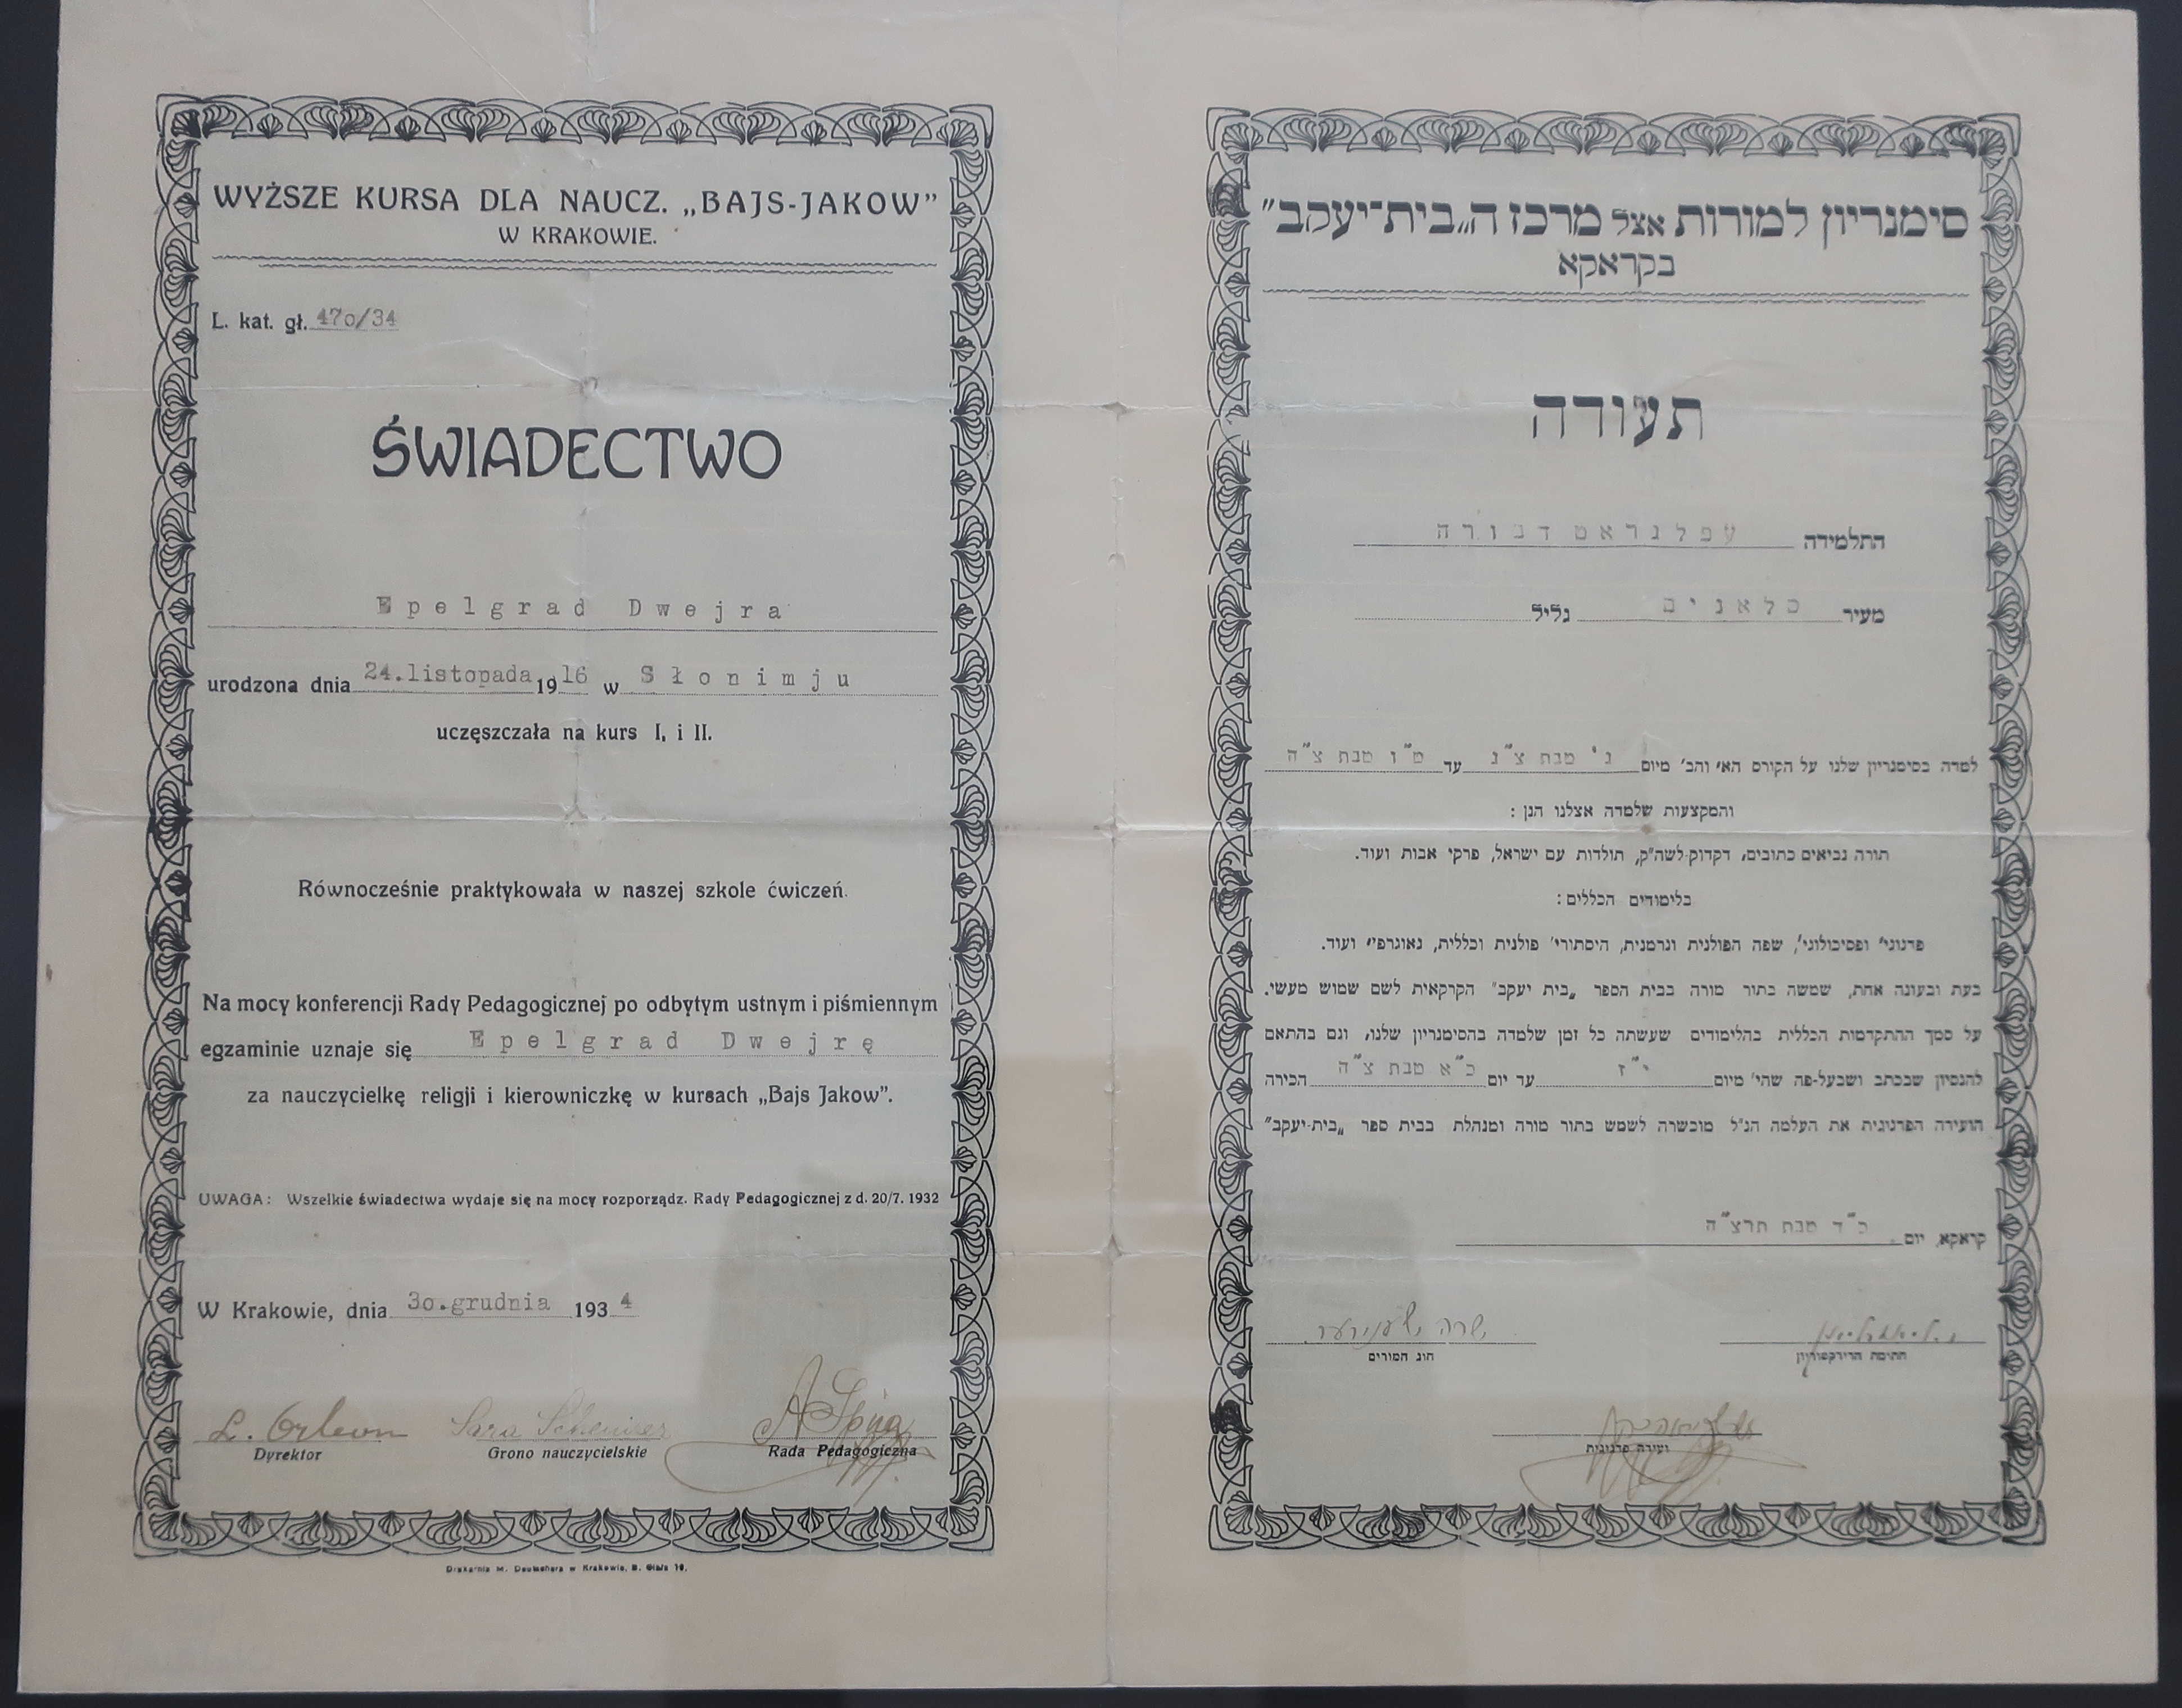 WYŻSZE KURSA DLA NAUCZ. „BAJS-JAKOW”
W KRAKOWIE.
L. kat. gł. 470/34
ŚWIADECTWO
Epelgrad Dwejra
urodzona dnia 24.listopada 1916 w Słonimju
uczęszczała na kurs I, i II.
Równocześnie praktykowała w naszej szkole ćwiczeń.
Na mocy konferencji Rady Pedagogicznej po odbytym ustnym i piśmiennym
egzaminie uznaje się Epelgrad Dwejrę
za nauczycielkę religji i kierowniczkę w kursach „Bajs Jakow”.
UWAGA: Wszelkie świadectwa wydaje się na mocy rozporządz. Rady Pedagogicznej z d. 20/7. 1932
W Krakowie, dnia 30.grudnia 1934
L. Orlean Sara Schenirer A Spira
Dyrektor Grono nauczycielskie Rada Pedagogiczna
Drukarnia M. Deutschera w Krakowie, B.
סימנריון למורות אצל מרכז ה„בית־יעקב”
בקראקא
תעודה
התלמידה עפלגראט דבורה
מעיר סלאנים גליל
למדה בסימנריון שלנו על הקורס הא׳ והב׳ מיום ג׳ טבת צ״ג עד ט״ו טבת צ״ה
והמקצעות שלמדה אצלנו הנן :
תורה נביאים כתובים, דקדוק־לשה״ק, תולדות עם ישראל, פרקי אבות ועוד.
בלימודים הכללים :
פדגוגי׳ ופסיכולוגי׳, שפה הפולנית וגרמנית, היסתורי׳ פולנית וכללית, גאוגרפי׳ ועוד.
בעת ובעונה אחת, שמשה בתור מורה בבית הספר „בית יעקב” הקרקאית לשם שמוש מעשי.
על סמך ההתקדמות הכללית בהלימודים שעשתה כל זמן שלמדה בהסימנריון שלנו, וגם בהתאם
להנסיון שבכתב ושבעל־פה שהי׳ מיום י״ז עד יום כ״א טבת צ״ה הכירה
הועידה הפדגוגית את העלמה הנ״ל מוכשרה לשמש בתור מורה ומנהלת בבית ספר „בית־יעקב”
קראקא, יום כ״ד טבת תרצ״ה
שרה שענירער
חתימת הדירקטוריון חוג המורים
ועידה פדגוגית